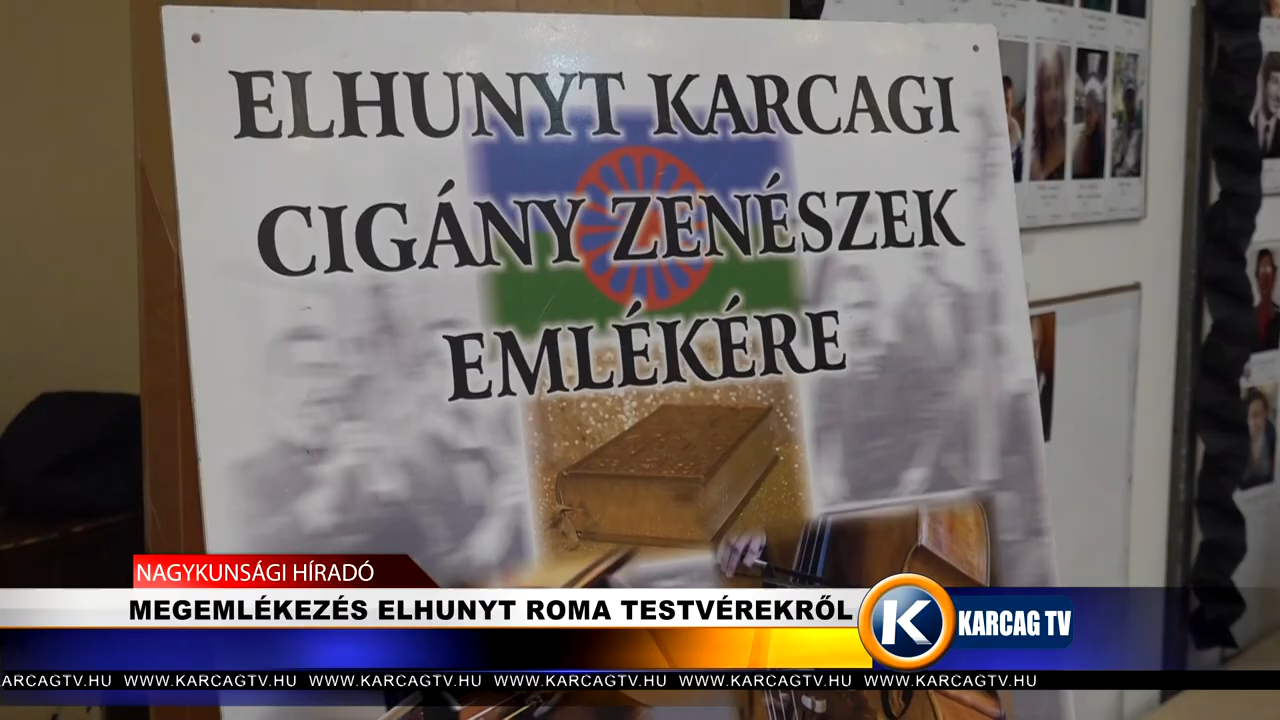 ELHUNYT KARCAGI
CIGÁNY ZENÉSZEK
EMLÉKÉRE
NAGYKUNSÁGI HÍRADÓ
MEGEMLÉKEZÉS ELHUNYT ROMA TESTVÉREKRŐL
K KARCAG TV
ARCAGTV.HU WWW.KARCAGTV.HU WWW.KARCAGTV.HU WWW.KARCAGTV.HU WWW.KARCAGTV.HU WWW.KARCAGTV.HU